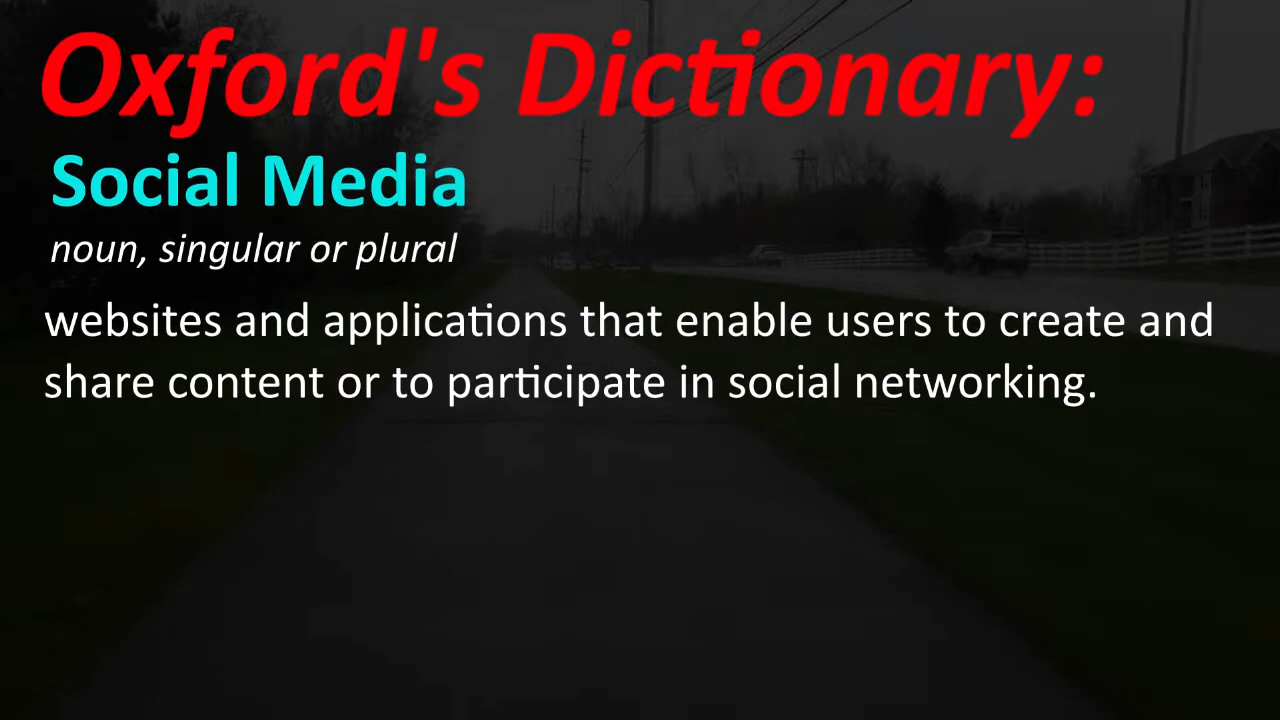 Oxford's Dictionary:
Social Media
noun, singular or plural
websites and applications that enable users to create and
share content or to participate in social networking.